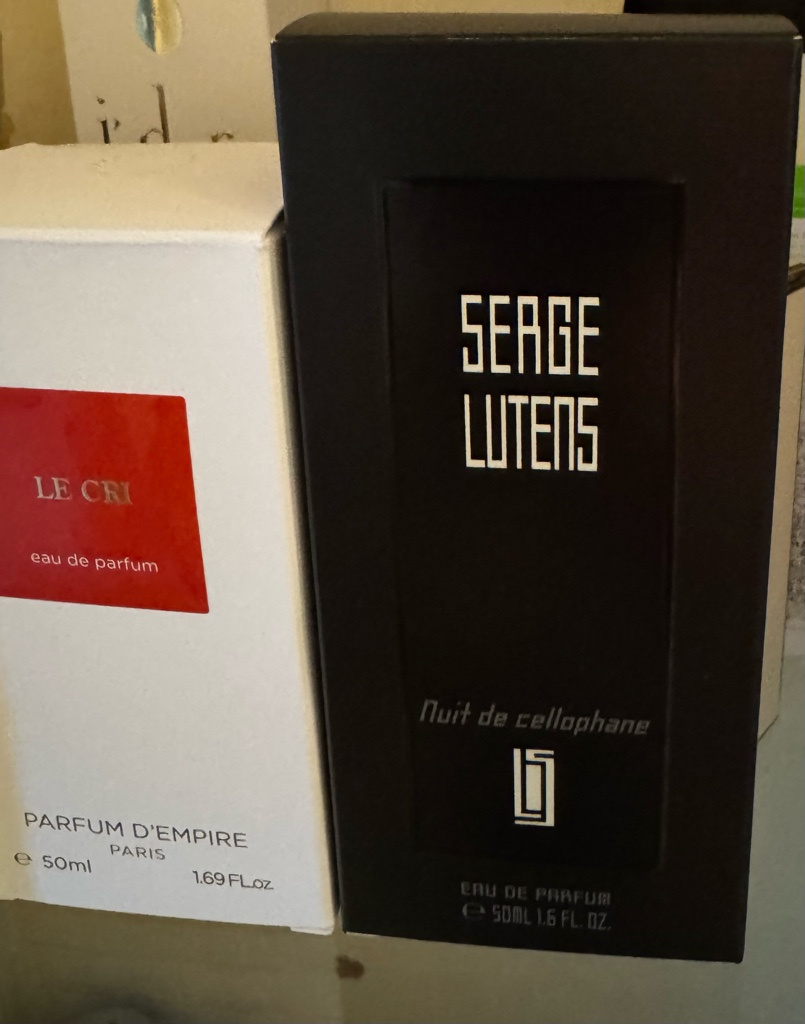 LE CRI
eau de parfum
PARFUM D'EMPIRE
PARIS
℮ 50ml
1.69 FL.oz
SERGE
LUTENS
Nuit de cellophane
EAU DE PARFUM
℮ 50ML 1.6 FL. OZ.